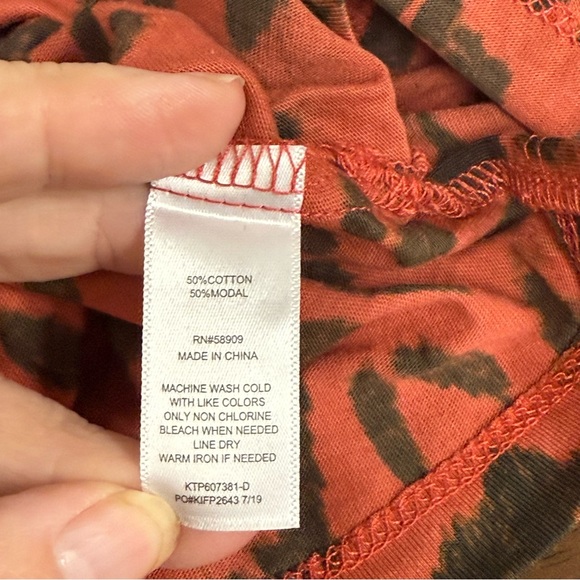 50%COTTON
50%MODAL
RN#58909
MADE IN CHINA
MACHINE WASH COLD
WITH LIKE COLORS
ONLY NON CHLORINE
BLEACH WHEN NEEDED
LINE DRY
WARM IRON IF NEEDED
KTP607381-D
PO#KIFP2643 7/19